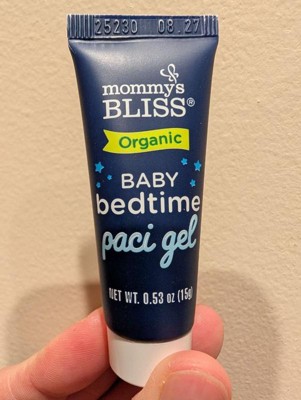 25230 08.27
mommy's
BLISS®
Organic
BABY
bedtime
paci gel
NET WT. 0.53 oz (15g)